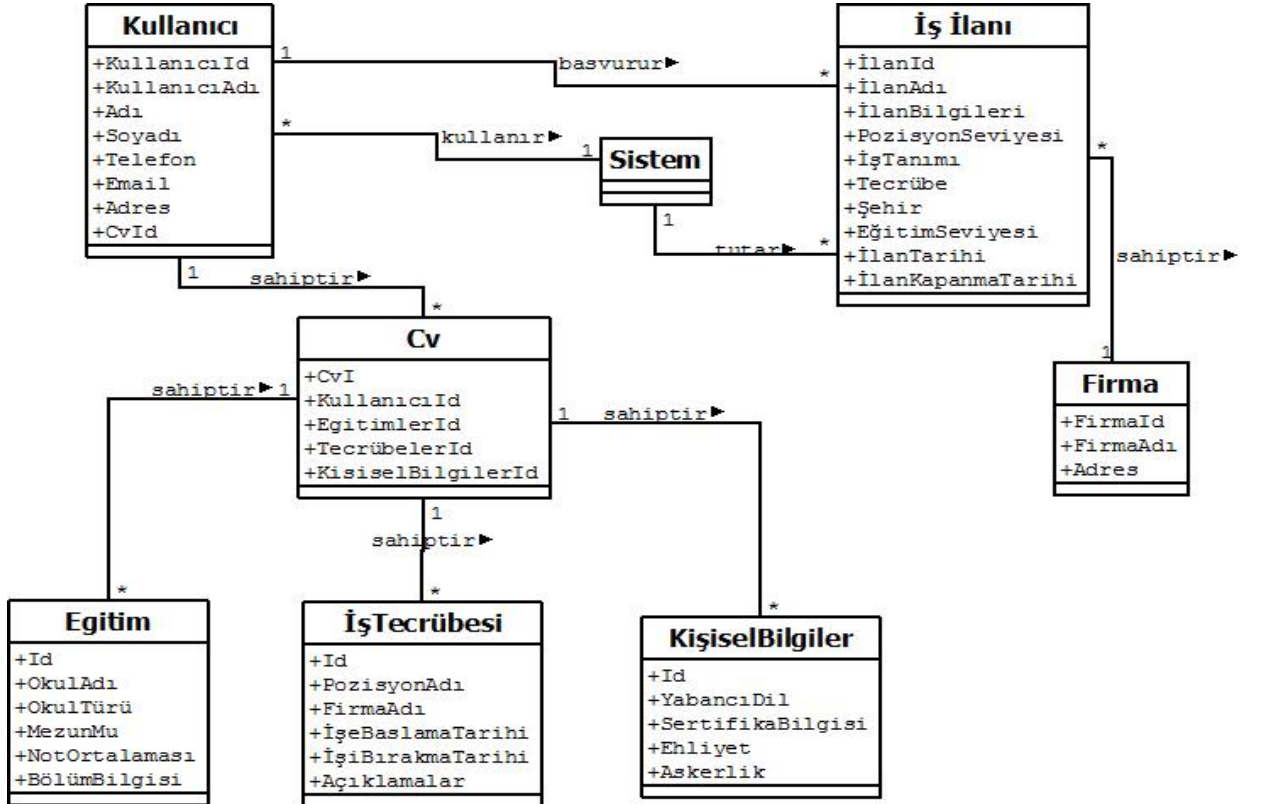 Kullanıcı
+KullanıcıId
+KullanıcıAdı
+Adı
+Soyadı
+Telefon
+Email
+Adres
+CvId
1
basvurur
*
*
kullanır
1
Sistem
1
tutar
*
İş İlanı
+İlanId
+İlanAdı
+İlanBilgileri
+PozisyonSeviyesi
+İşTanımı
+Tecrübe
+Şehir
+EğitimSeviyesi
+İlanTarihi
+İlanKapanmaTarihi
*
sahiptir
1
Firma
+FirmaId
+FirmaAdı
+Adres
1
sahiptir
*
Cv
+CvI
+KullanıcıId
+EgitimlerId
+TecrübelerId
+KisiselBilgilerId
sahiptir 1
*
1
sahiptir
*
1 sahiptir
*
Egitim
+Id
+OkulAdı
+OkulTürü
+MezunMu
+NotOrtalaması
+BölümBilgisi
İşTecrübesi
+Id
+PozisyonAdı
+FirmaAdı
+İşeBaslamaTarihi
+İşiBırakmaTarihi
+Açıklamalar
KişiselBilgiler
+Id
+YabancıDil
+SertifikaBilgisi
+Ehliyet
+Askerlik